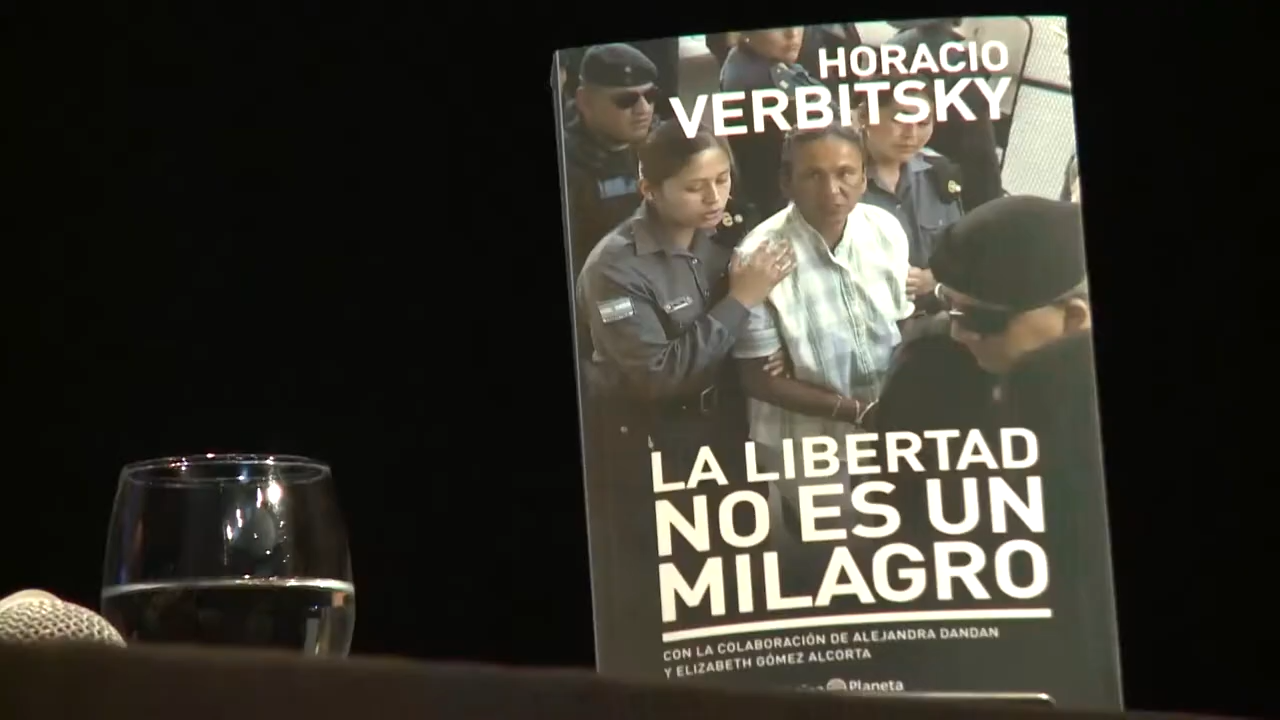 HORACIO
VERBITSKY
LA LIBERTAD
NO ES UN
MILAGRO
CON LA COLABORACIÓN DE ALEJANDRA DANDAN
Y ELIZABETH GÓMEZ ALCORTA
Planeta